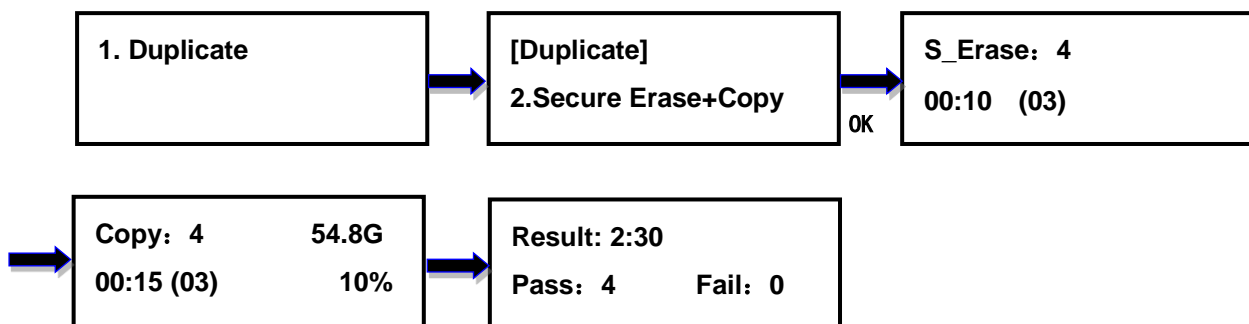 1. Duplicate
[Duplicate]
2.Secure Erase+Copy
OK
S_Erase：4
00:10 (03)
Copy：4 54.8G
00:15 (03) 10%
Result: 2:30
Pass：4 Fail：0